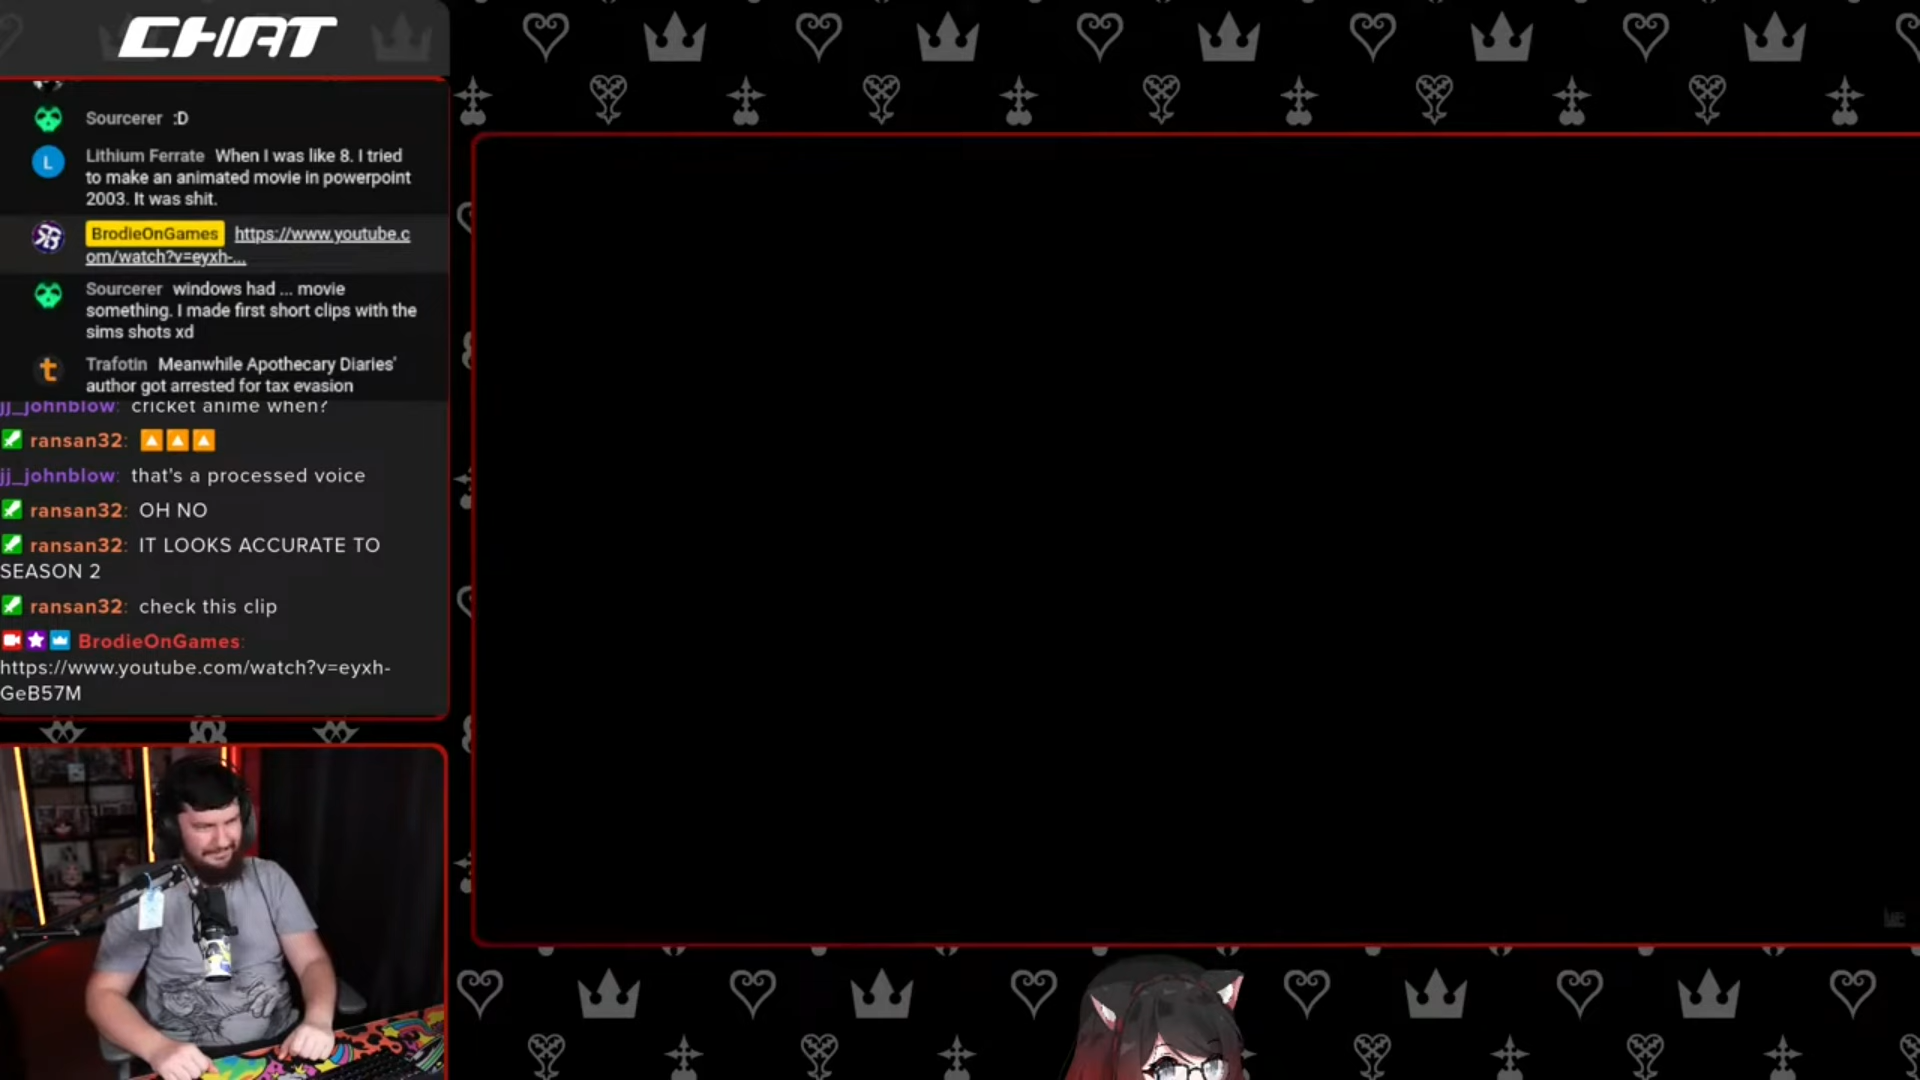 CHAT
Sourcerer :D
Lithium Ferrate When I was like 8. I tried
to make an animated movie in powerpoint
2003. It was shit.
BrodieOnGames https://www.youtube.c
om/watch?v=eyxh-...
Sourcerer windows had ... movie
something. I made first short clips with the
sims shots xd
Trafotin Meanwhile Apothecary Diaries'
author got arrested for tax evasion
jj_johnblow: cricket anime when?
ransan32:
jj_johnblow: that's a processed voice
ransan32: OH NO
ransan32: IT LOOKS ACCURATE TO
SEASON 2
ransan32: check this clip
BrodieOnGames:
https://www.youtube.com/watch?v=eyxh-
GeB57M